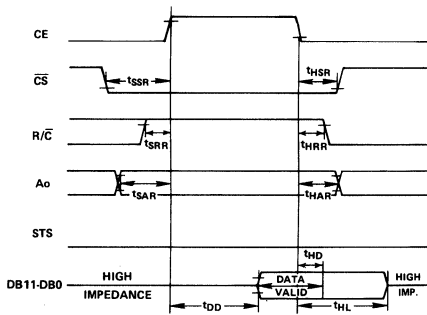 CE
C̅S̅
tSSR
tHSR
R/C̅
tSRR
tHRR
Ao
tSAR
tHAR
STS
tHD
DB11-DB0
HIGH
IMPEDANCE
DATA
VALID
HIGH
IMP.
tDD
tHL